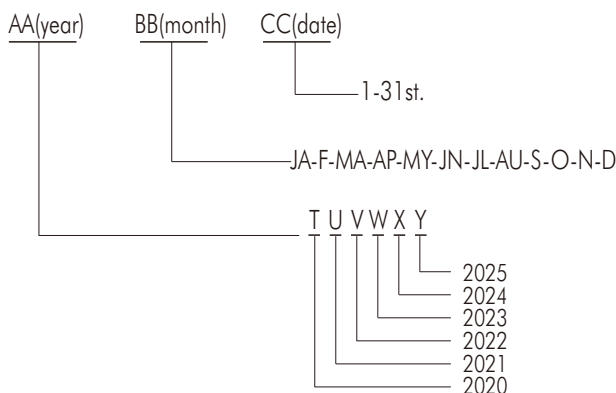 AA(year) BB(month) CC(date)
1-31st.
JA-F-MA-AP-MY-JN-JL-AU-S-O-N-D
T U V W X Y
2025
2024
2023
2022
2021
2020